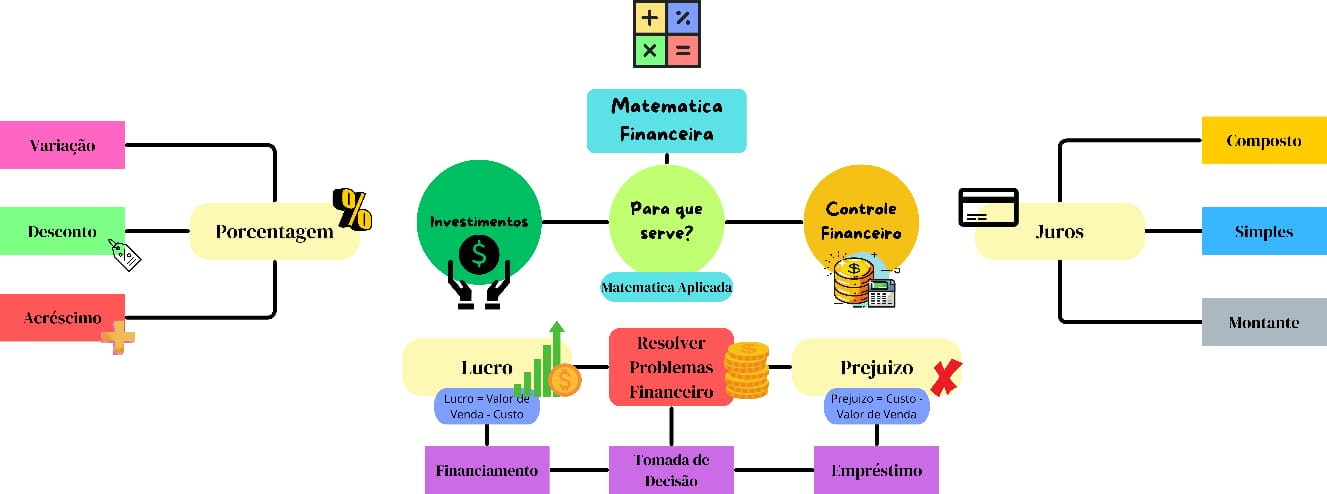 Matematica
Financeira
Variação
Desconto
Acréscimo
Porcentagem
Investimentos
Para que
serve?
Matematica Aplicada
Controle
Financeiro
Juros
Composto
Simples
Montante
Lucro
Lucro = Valor de
Venda - Custo
Resolver
Problemas
Financeiro
Prejuizo
Prejuizo = Custo -
Valor de Venda
Financiamento
Tomada de
Decisão
Empréstimo